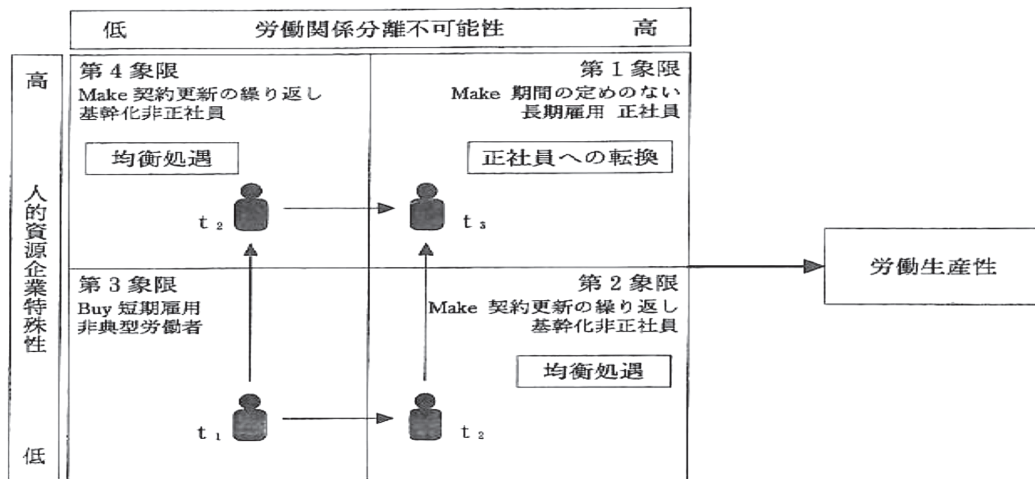 低 労働関係分離不可能性 高
高
人的資源企業特殊性
低
第4象限
Make 契約更新の繰り返し
基幹化非正社員
均衡処遇
t₂
第1象限
Make 期間の定めのない
長期雇用 正社員
正社員への転換
t₃
第3象限
Buy 短期雇用
非典型労働者
t₁
第2象限
Make 契約更新の繰り返し
基幹化非正社員
均衡処遇
t₂
労働生産性